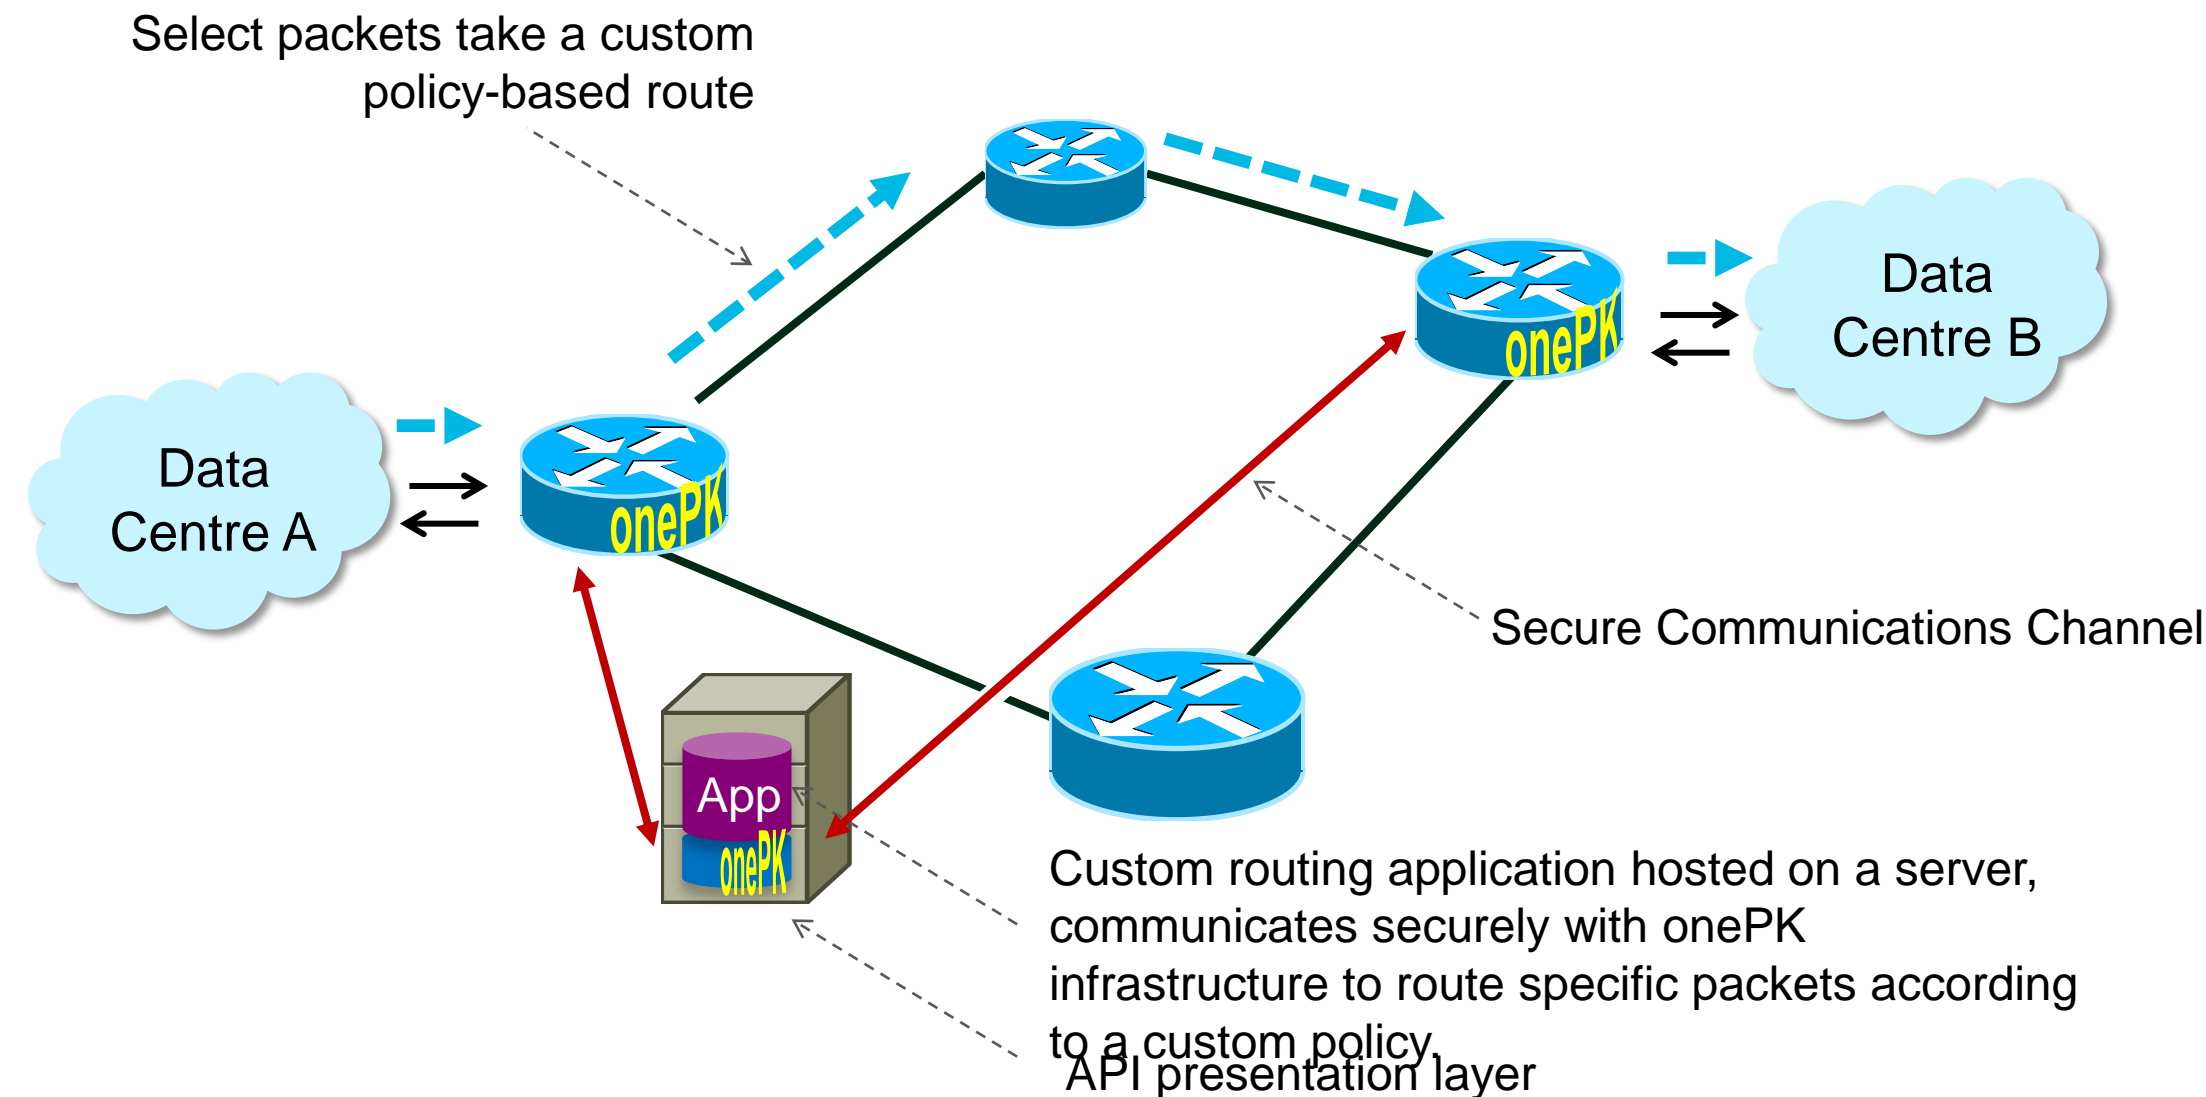 Select packets take a custom
policy-based route
Data
Centre B
onePK
Data
Centre A
onePK
Secure Communications Channel
App
onePK
Custom routing application hosted on a server,
communicates securely with onePK
infrastructure to route specific packets according
to a custom policy.
API presentation layer